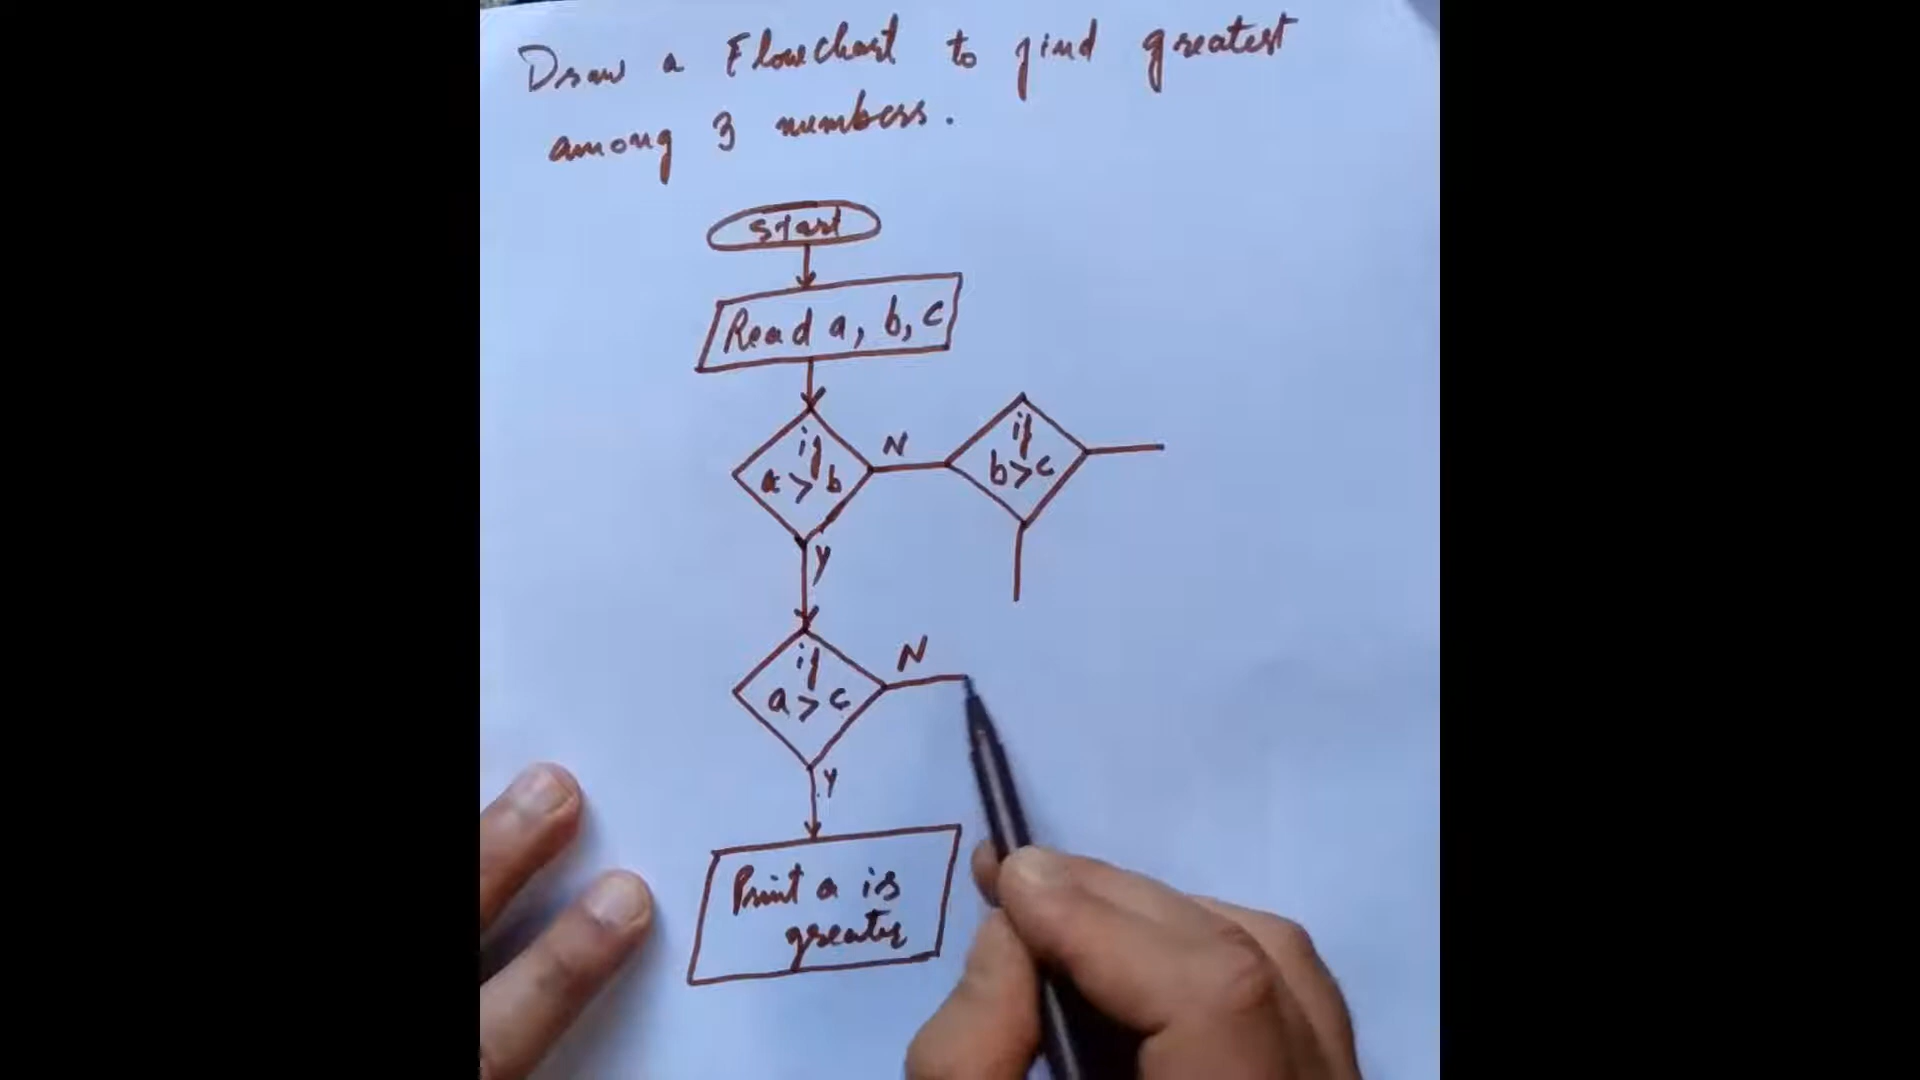 Draw a Flowchart to find greatest
among 3 numbers.
Start
Read a, b, c
if
a > b
N
if
b > c
Y
if
a > c
N
Y
Print a is
greater